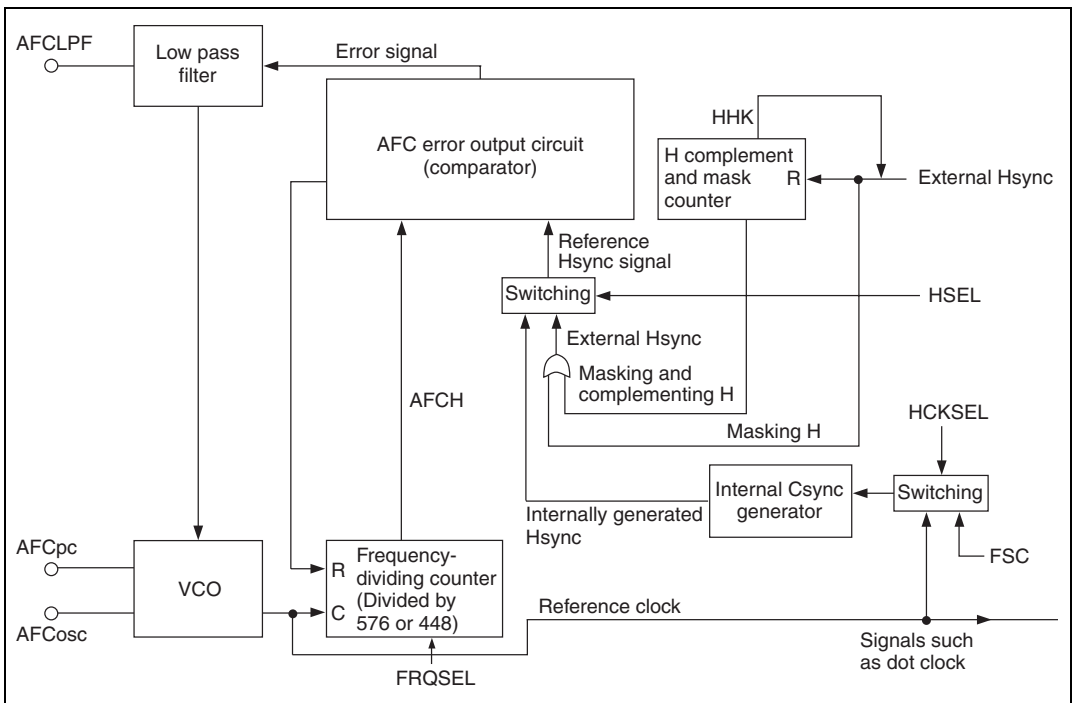 AFCLPF
Low pass
filter
Error signal
AFC error output circuit
(comparator)
HHK
H complement
and mask
counter
R
External Hsync
Reference
Hsync signal
Switching
HSEL
External Hsync
Masking and
complementing H
AFCH
Masking H
HCKSEL
Internal Csync
generator
Switching
Internally generated
Hsync
FSC
AFCpc
VCO
AFCosc
R
C
Frequency-
dividing counter
(Divided by
576 or 448)
Reference clock
Signals such
as dot clock
FRQSEL